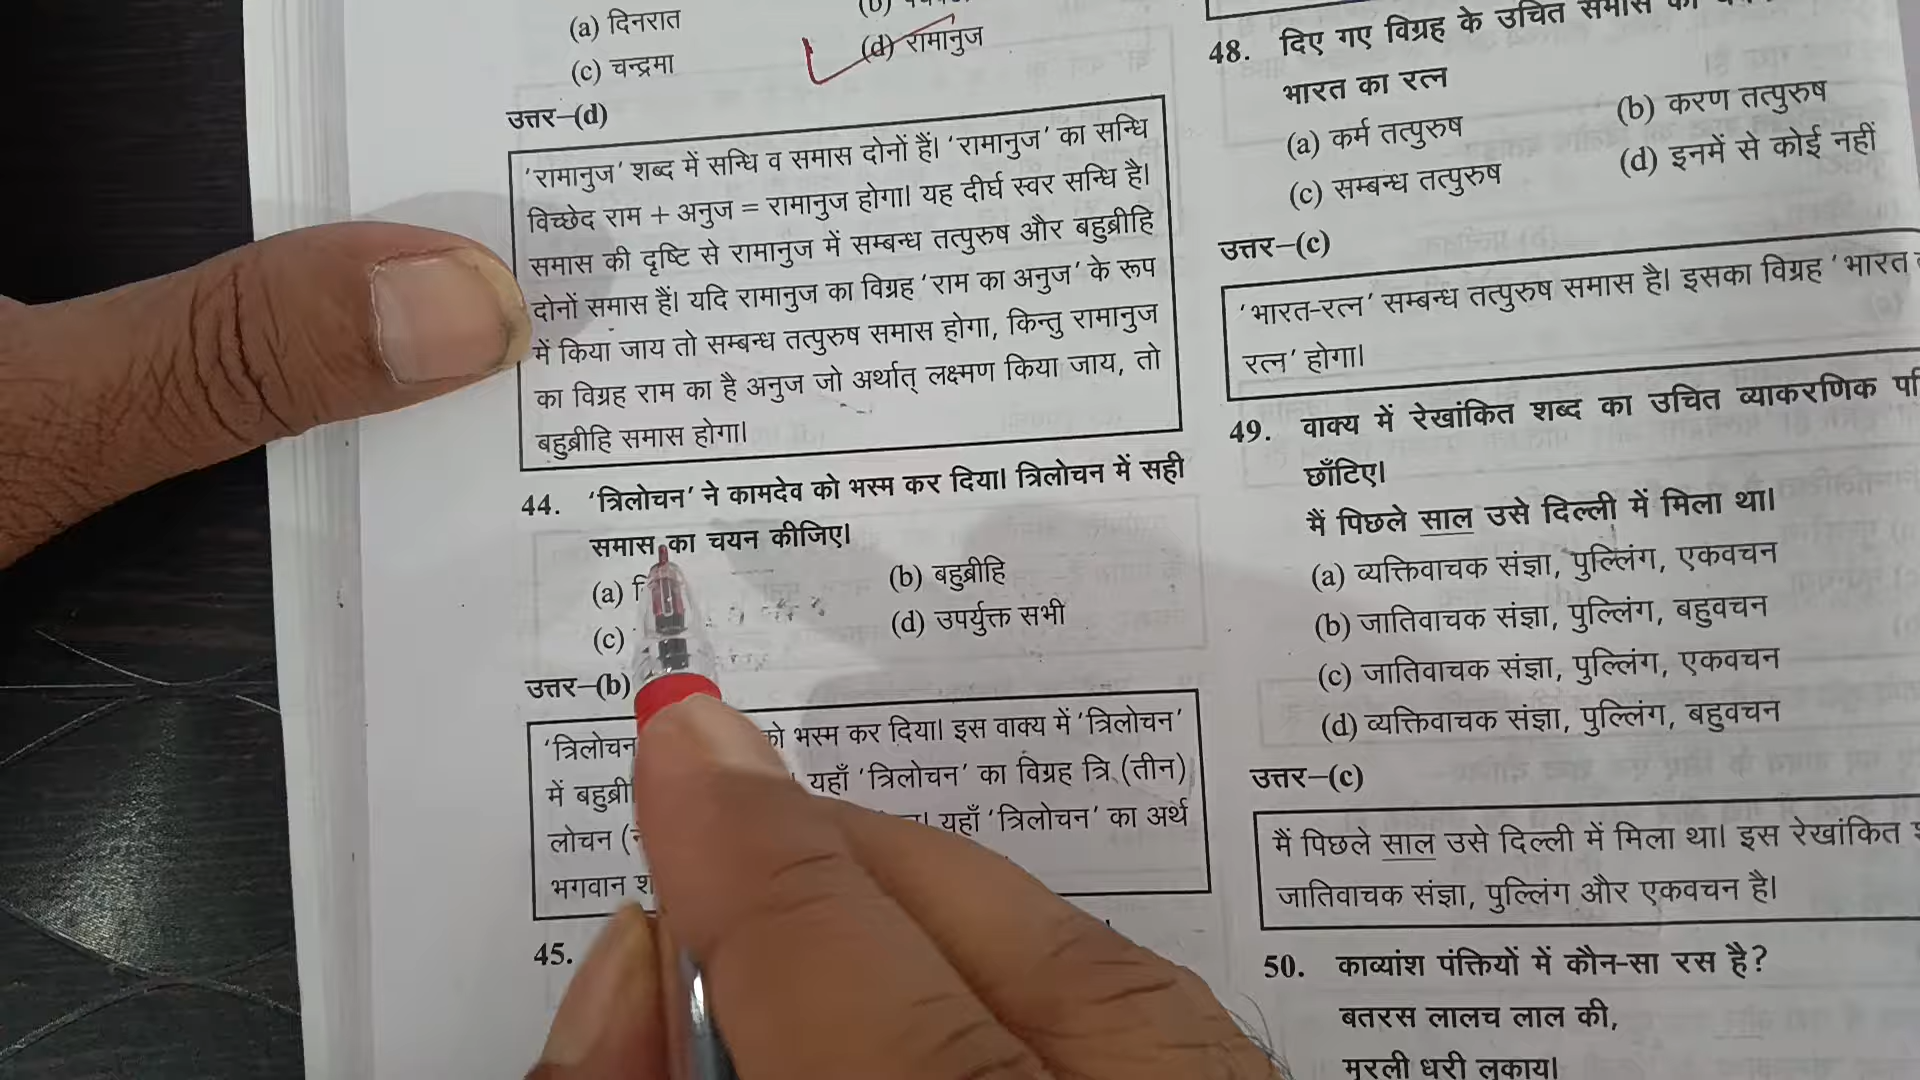 (a) दिनरात
(b)
(c) चन्द्रमा
(d) रामानुज
उत्तर–(d)
'रामानुज' शब्द में सन्धि व समास दोनों हैं। 'रामानुज' का सन्धि
विच्छेद राम + अनुज = रामानुज होगा। यह दीर्घ स्वर सन्धि है।
समास की दृष्टि से रामानुज में सम्बन्ध तत्पुरुष और बहुब्रीहि
दोनों समास हैं। यदि रामानुज का विग्रह 'राम का अनुज' के रूप
में किया जाय तो सम्बन्ध तत्पुरुष समास होगा, किन्तु रामानुज
का विग्रह राम का है अनुज जो अर्थात् लक्ष्मण किया जाय, तो
बहुब्रीहि समास होगा।
44. 'त्रिलोचन' ने कामदेव को भस्म कर दिया। त्रिलोचन में सही
समास का चयन कीजिए।
(a)
(b) बहुब्रीहि
(c)
(d) उपर्युक्त सभी
उत्तर–(b)
'त्रिलोचन को भस्म कर दिया। इस वाक्य में 'त्रिलोचन'
में यहाँ 'त्रिलोचन' का विग्रह त्रि (तीन)
लोचन यहाँ 'त्रिलोचन' का अर्थ
भगवान
45.
48. दिए गए विग्रह के उचित समास का
भारत का रत्न
(a) कर्म तत्पुरुष
(b) करण तत्पुरुष
(c) सम्बन्ध तत्पुरुष
(d) इनमें से कोई नहीं
उत्तर–(c)
'भारत-रत्न' सम्बन्ध तत्पुरुष समास है। इसका विग्रह 'भारत
रत्न' होगा।
49. वाक्य में रेखांकित शब्द का उचित व्याकरणिक
छाँटिए।
मैं पिछले साल उसे दिल्ली में मिला था।
(a) व्यक्तिवाचक संज्ञा, पुल्लिंग, एकवचन
(b) जातिवाचक संज्ञा, पुल्लिंग, बहुवचन
(c) जातिवाचक संज्ञा, पुल्लिंग, एकवचन
(d) व्यक्तिवाचक संज्ञा, पुल्लिंग, बहुवचन
उत्तर–(c)
मैं पिछले साल उसे दिल्ली में मिला था। इस रेखांकित
जातिवाचक संज्ञा, पुल्लिंग और एकवचन है।
50. काव्यांश पंक्तियों में कौन-सा रस है?
बतरस लालच लाल की,
मुरली धरी लुकाय।